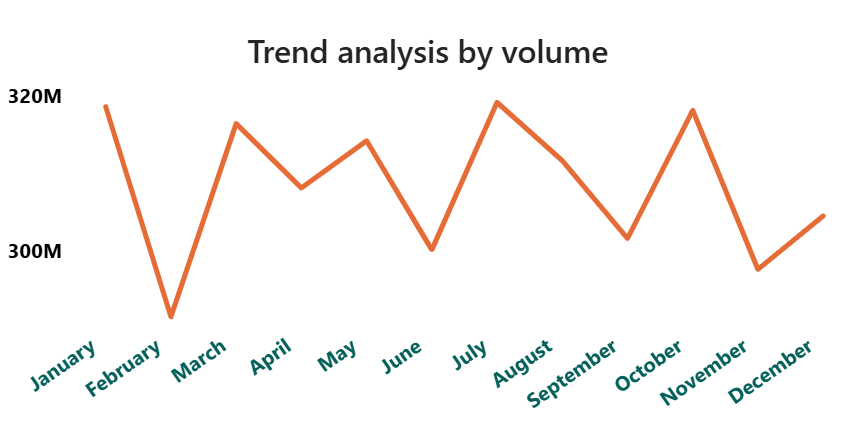 Trend analysis by volume
320M
300M
January
February
March
April
May
June
July
August
September
October
November
December